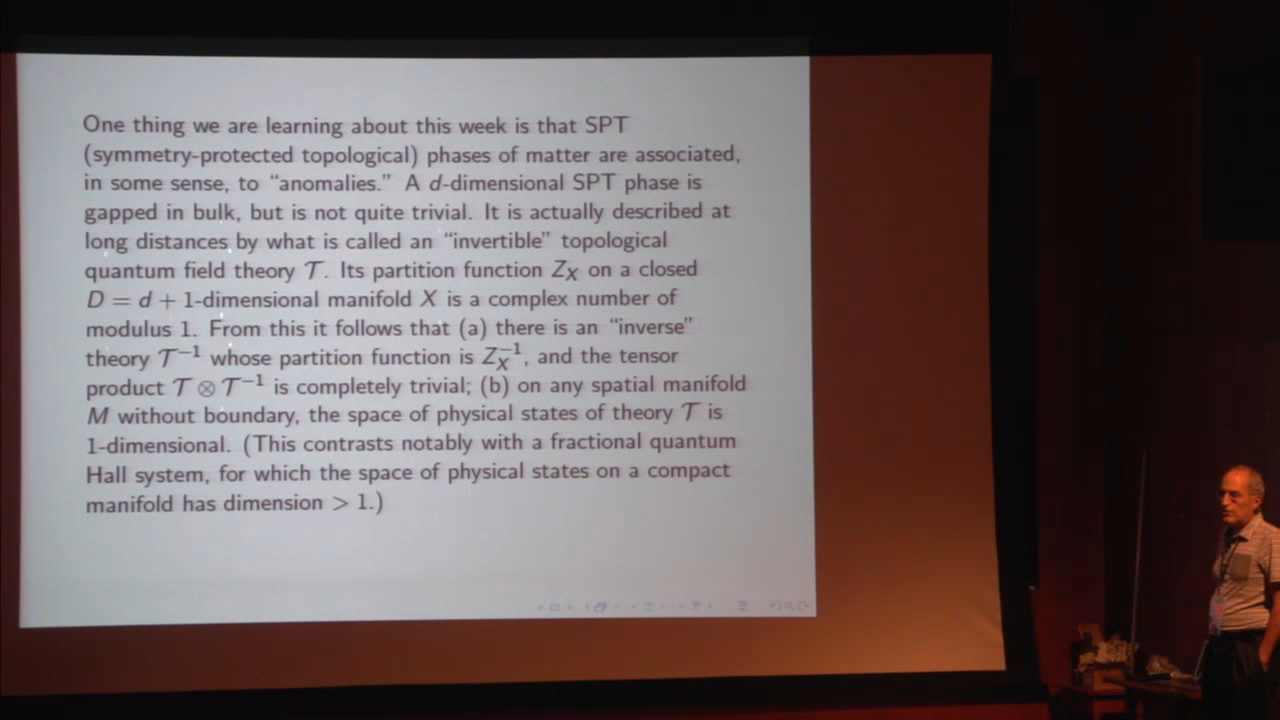 One thing we are learning about this week is that SPT
(symmetry-protected topological) phases of matter are associated,
in some sense, to “anomalies.” A d-dimensional SPT phase is
gapped in bulk, but is not quite trivial. It is actually described at
long distances by what is called an “invertible” topological
quantum field theory 𝒯. Its partition function Z_X on a closed
D = d + 1-dimensional manifold X is a complex number of
modulus 1. From this it follows that (a) there is an “inverse”
theory 𝒯⁻¹ whose partition function is Z_X⁻¹, and the tensor
product 𝒯 ⊗ 𝒯⁻¹ is completely trivial; (b) on any spatial manifold
M without boundary, the space of physical states of theory 𝒯 is
1-dimensional. (This contrasts notably with a fractional quantum
Hall system, for which the space of physical states on a compact
manifold has dimension > 1.)